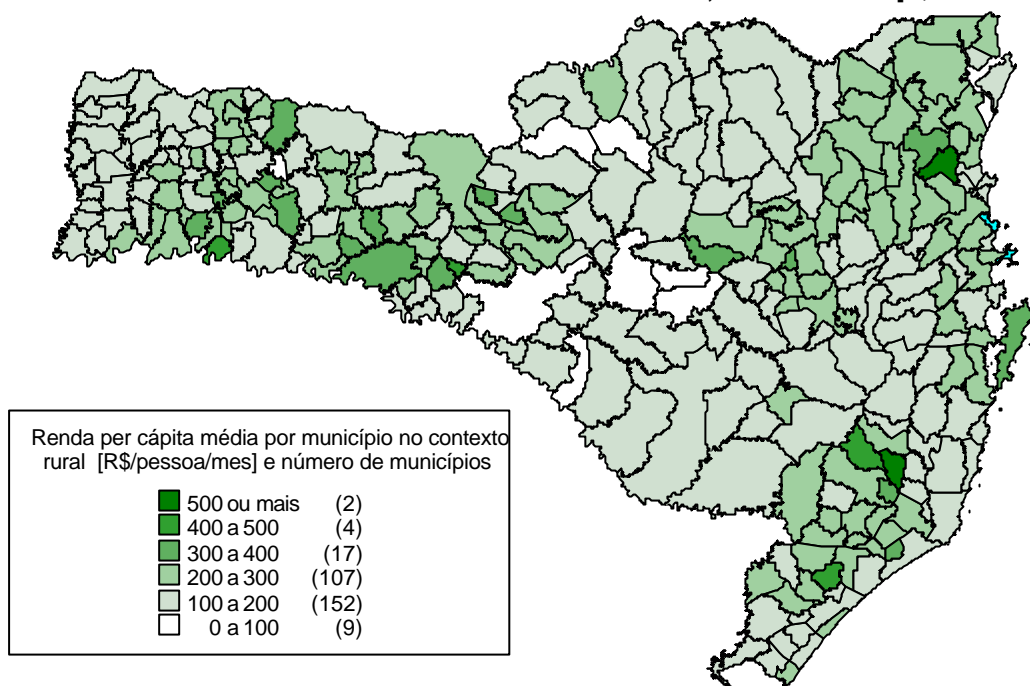 Renda per cápita média por município no contexto
rural [R$/pessoa/mes] e número de municípios
500 ou mais (2)
400 a 500 (4)
300 a 400 (17)
200 a 300 (107)
100 a 200 (152)
0 a 100 (9)